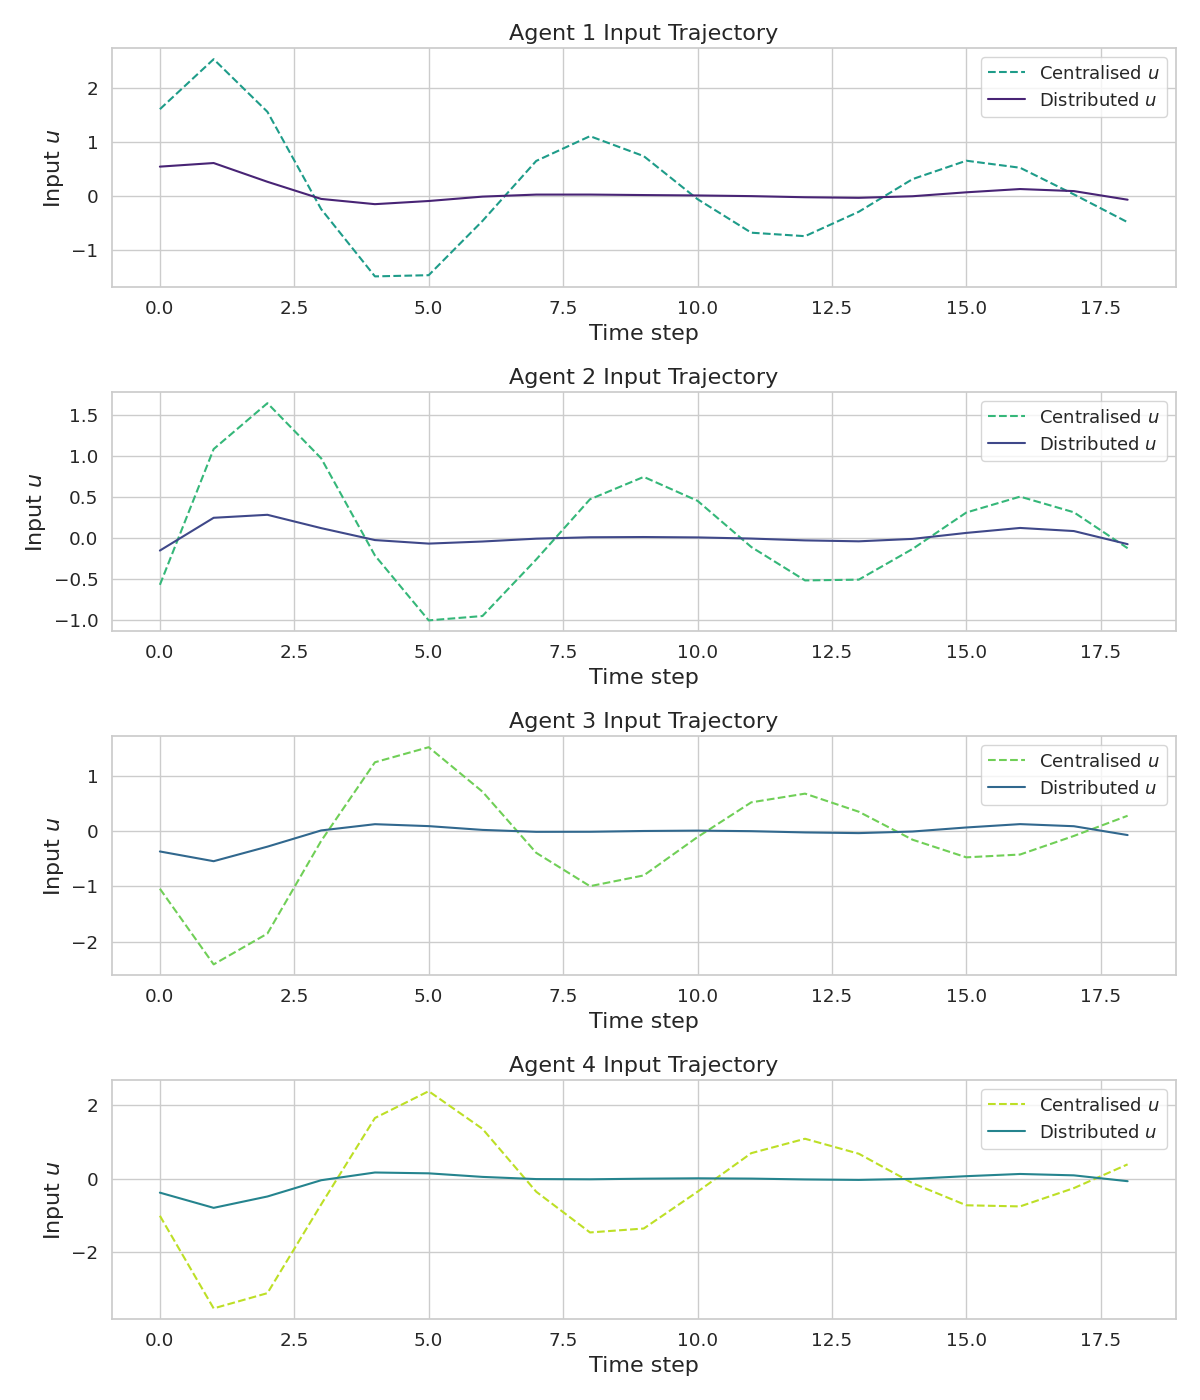 Agent 1 Input Trajectory
Centralised u
Distributed u
2
1
0
−1
Input u
0.0 2.5 5.0 7.5 10.0 12.5 15.0 17.5
Time step
Agent 2 Input Trajectory
Centralised u
Distributed u
1.5
1.0
0.5
0.0
−0.5
−1.0
Input u
0.0 2.5 5.0 7.5 10.0 12.5 15.0 17.5
Time step
Agent 3 Input Trajectory
Centralised u
Distributed u
1
0
−1
−2
Input u
0.0 2.5 5.0 7.5 10.0 12.5 15.0 17.5
Time step
Agent 4 Input Trajectory
Centralised u
Distributed u
2
0
−2
Input u
0.0 2.5 5.0 7.5 10.0 12.5 15.0 17.5
Time step